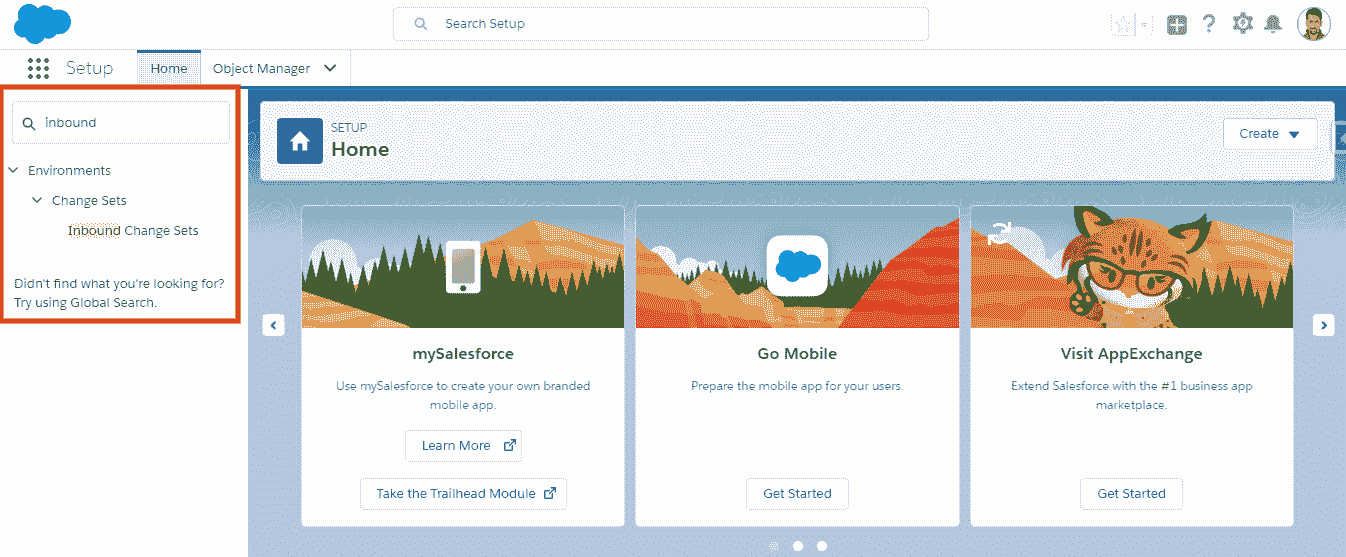 Search Setup
Setup
Home
Object Manager
inbound
Environments
Change Sets
Inbound Change Sets
Didn't find what you're looking for?
Try using Global Search.
SETUP
Home
Create
mySalesforce
Use mySalesforce to create your own branded
mobile app.
Learn More
Take the Trailhead Module
Go Mobile
Prepare the mobile app for your users.
Get Started
Visit AppExchange
Extend Salesforce with the #1 business app
marketplace.
Get Started